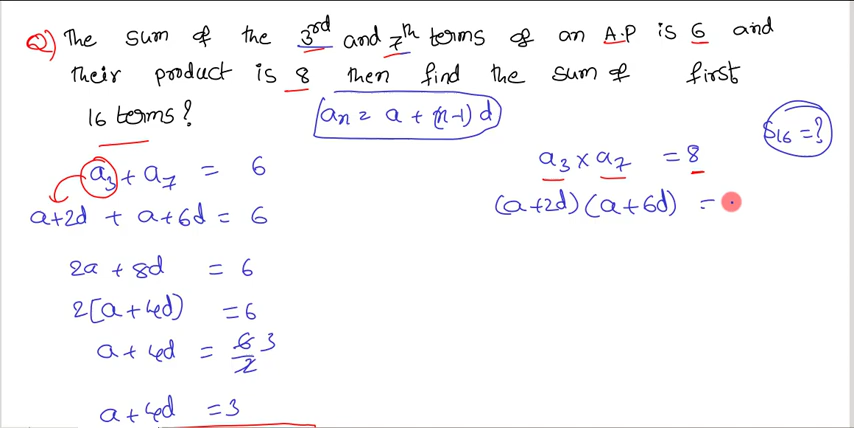 Q) The sum of the 3rd and 7th terms of an A.P is 6 and
their product is 8 then find the sum of first
16 terms?
an = a + (n-1) d
S16 = ?
a3 + a7 = 6
a+2d + a+6d = 6
2a + 8d = 6
2[a+4d) = 6
a+4d = 6/2 3
a+4d = 3
a3 × a7 = 8
(a+2d) (a+6d) =